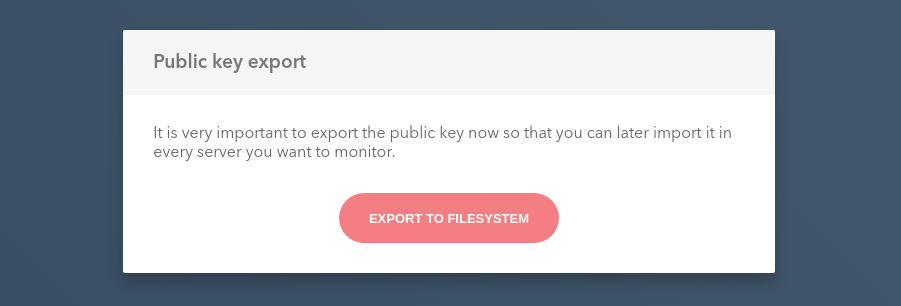 Public key export
It is very important to export the public key now so that you can later import it in
every server you want to monitor.
EXPORT TO FILESYSTEM